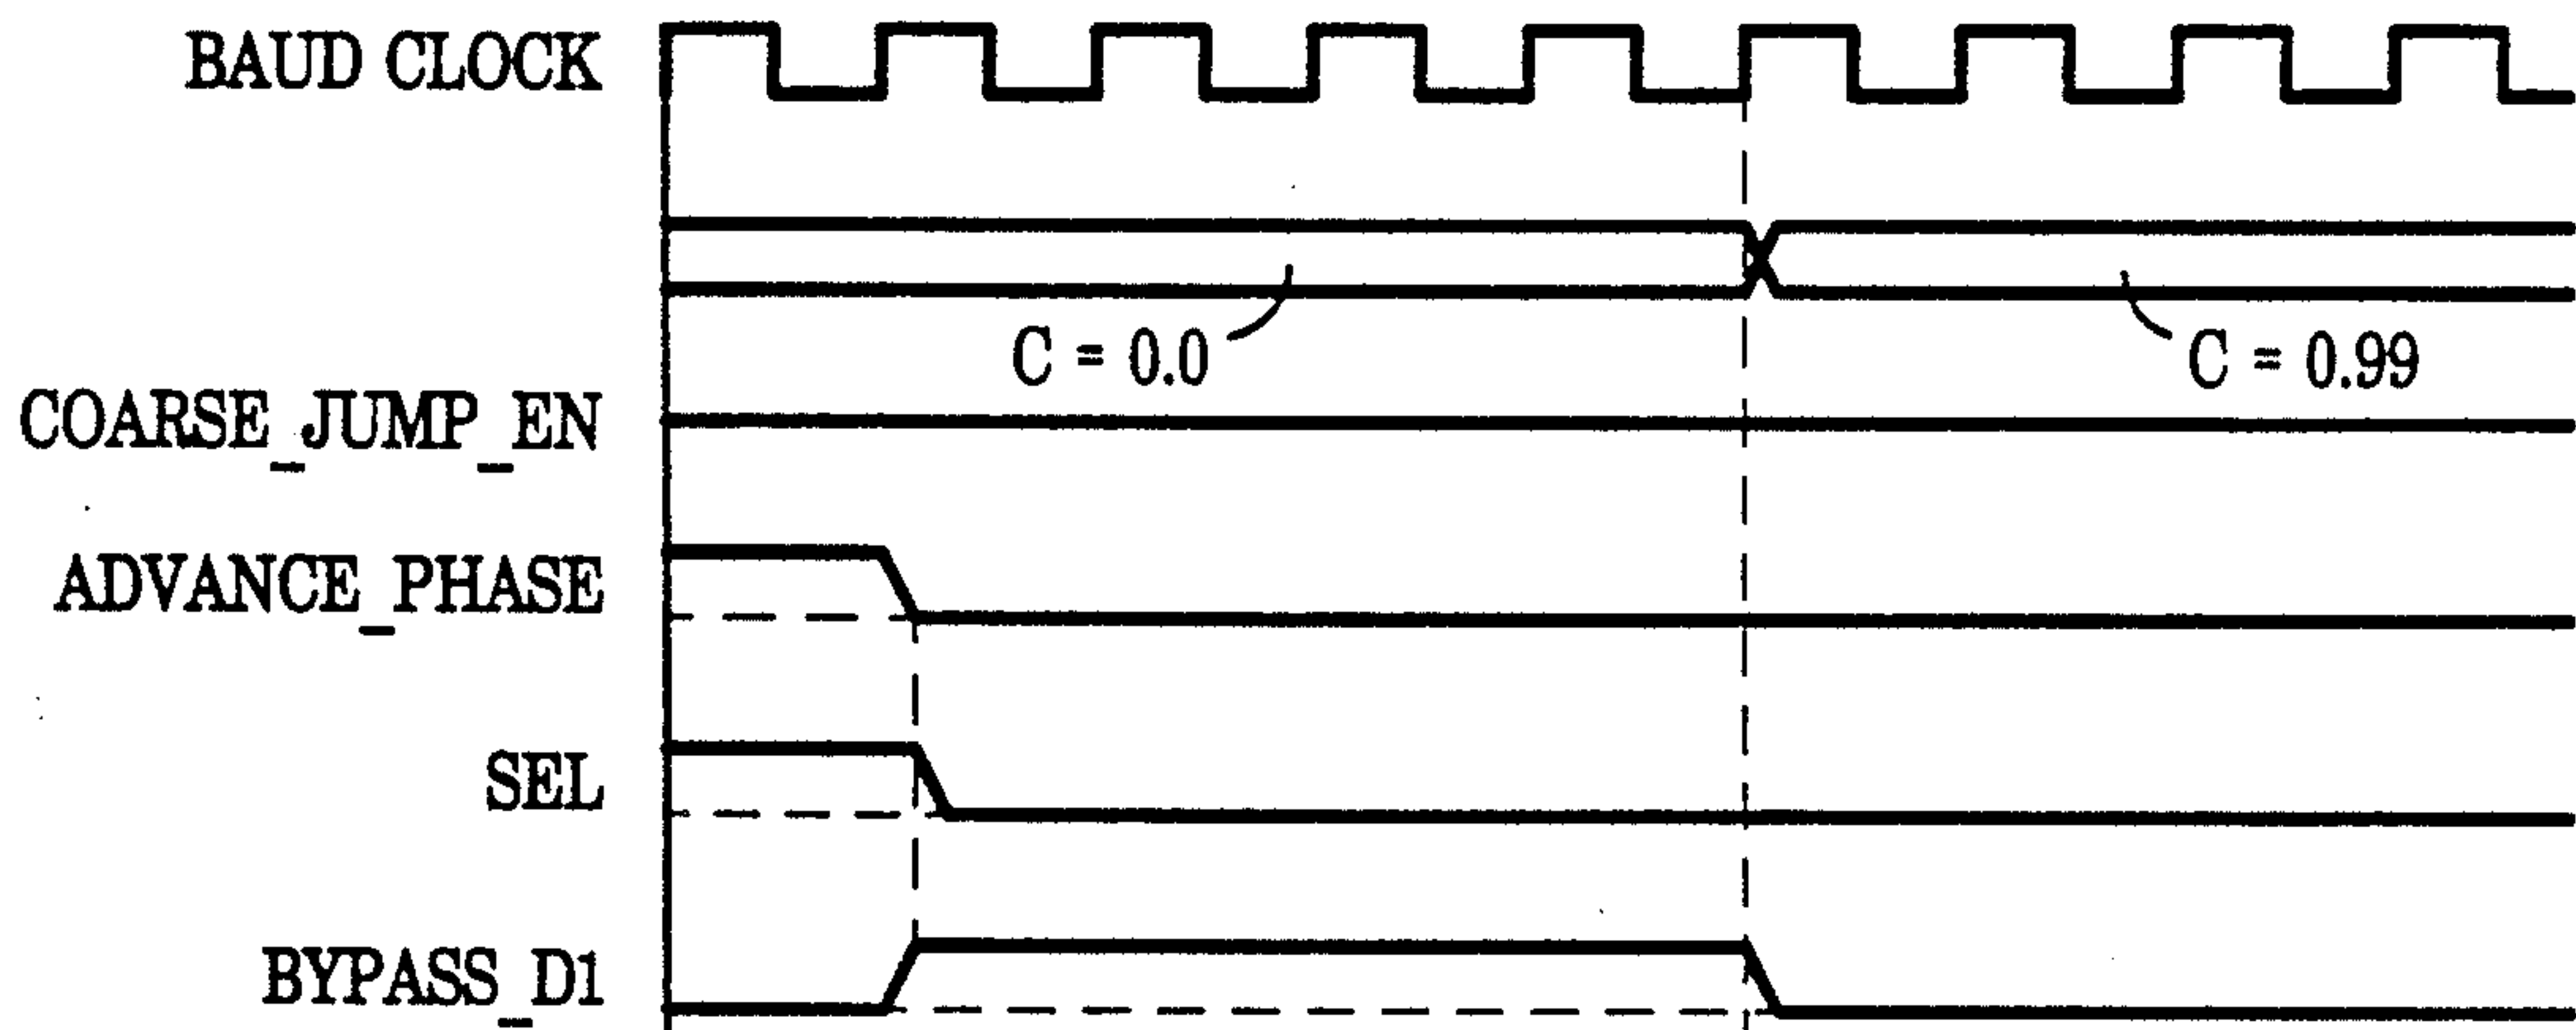 BAUD CLOCK
C = 0.0
C = 0.99
COARSE_JUMP_EN
ADVANCE_PHASE
SEL
BYPASS_D1